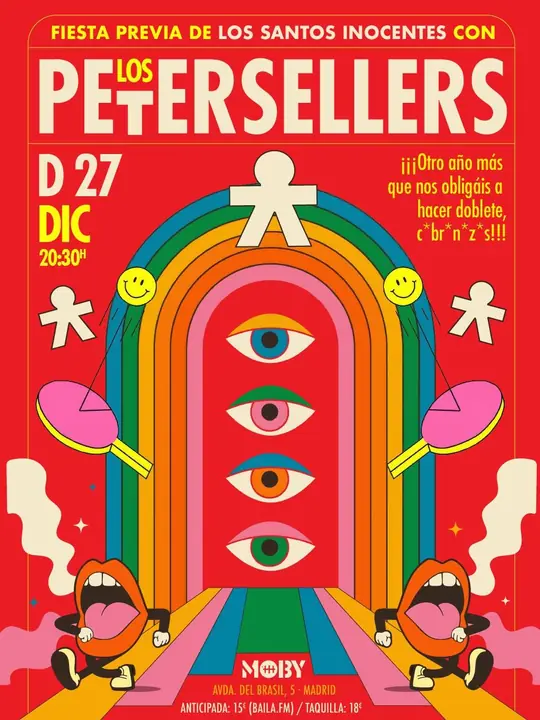 FIESTA PREVIA DE LOS SANTOS INOCENTES CON
LOS
PETERSELLERS
D 27
DIC
20:30H
¡¡¡Otro año más
que nos obligáis a
hacer doblete,
c*br*n*z*s!!!
MOBY
AVDA. DEL BRASIL, 5 - MADRID
ANTICIPADA: 15€ (BAILA.FM) / TAQUILLA: 18€